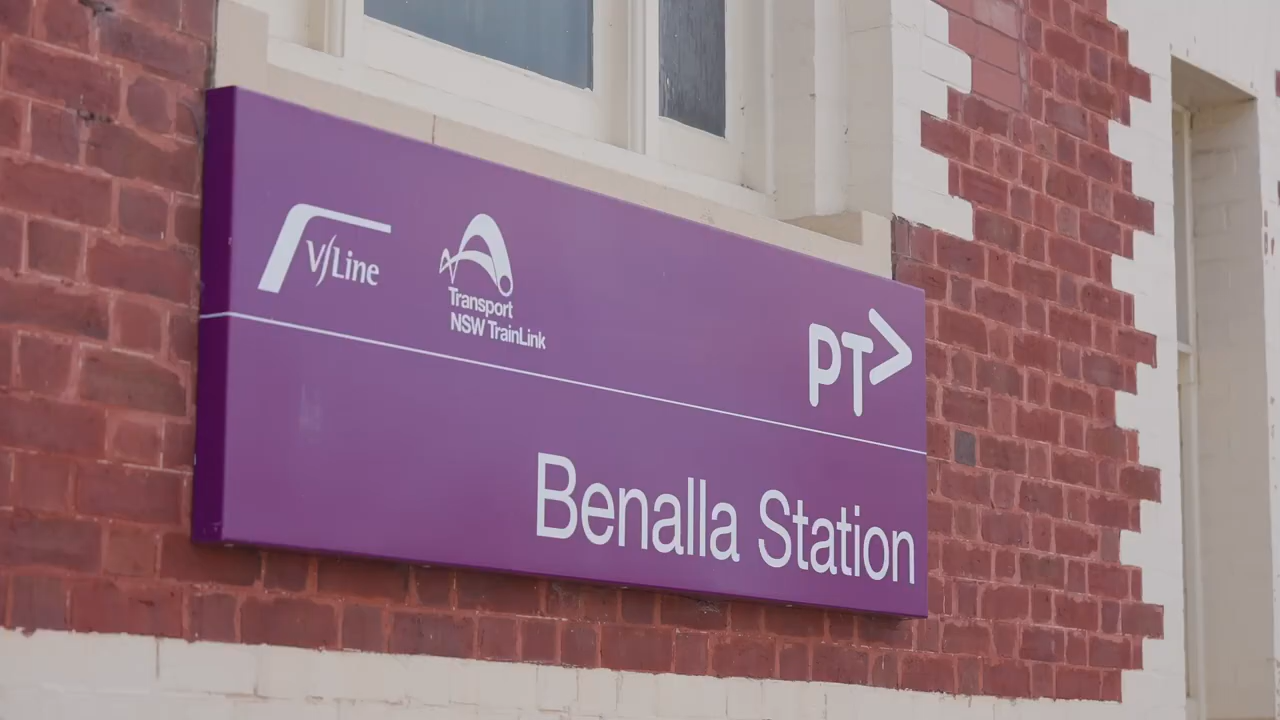 V/Line
Transport
NSW TrainLink
PT>
Benalla Station